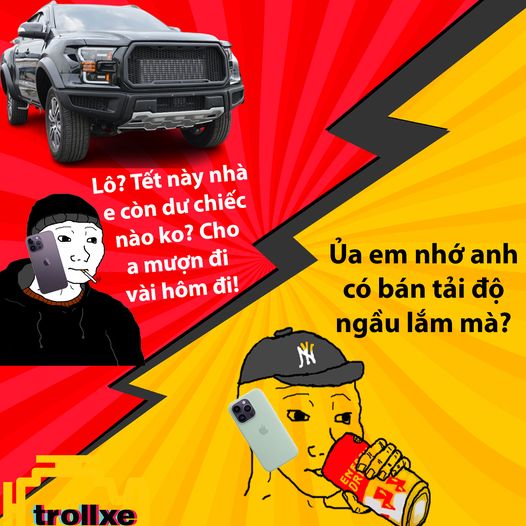 Lô? Tết này nhà
e còn dư chiếc
nào ko? Cho
a mượn đi
vài hôm đi!
Ủa em nhớ anh
có bán tải độ
ngầu lắm mà?
NY
trollxe